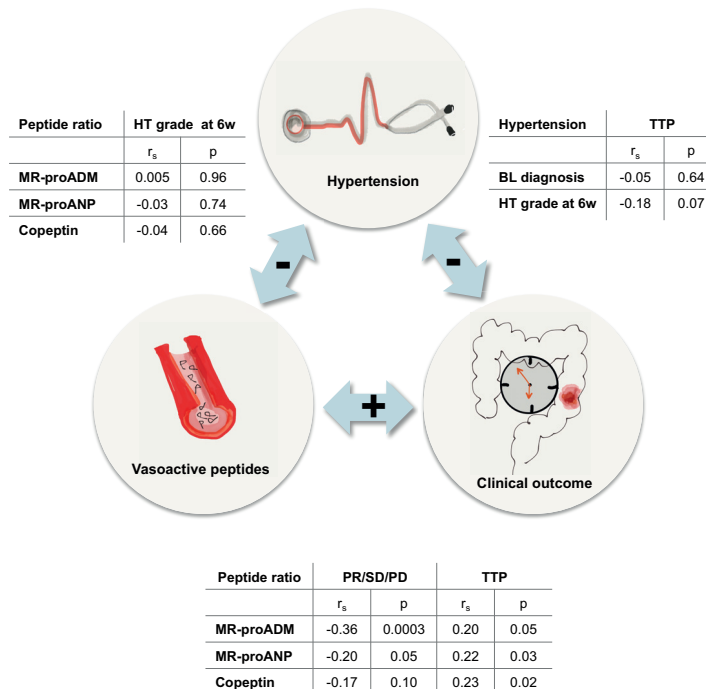 Peptide ratio HT grade at 6w
r_s p
MR-proADM 0.005 0.96
MR-proANP -0.03 0.74
Copeptin -0.04 0.66
Hypertension
Hypertension TTP
r_s p
BL diagnosis -0.05 0.64
HT grade at 6w -0.18 0.07
-
-
+
Vasoactive peptides
Clinical outcome
Peptide ratio PR/SD/PD TTP
r_s p r_s p
MR-proADM -0.36 0.0003 0.20 0.05
MR-proANP -0.20 0.05 0.22 0.03
Copeptin -0.17 0.10 0.23 0.02